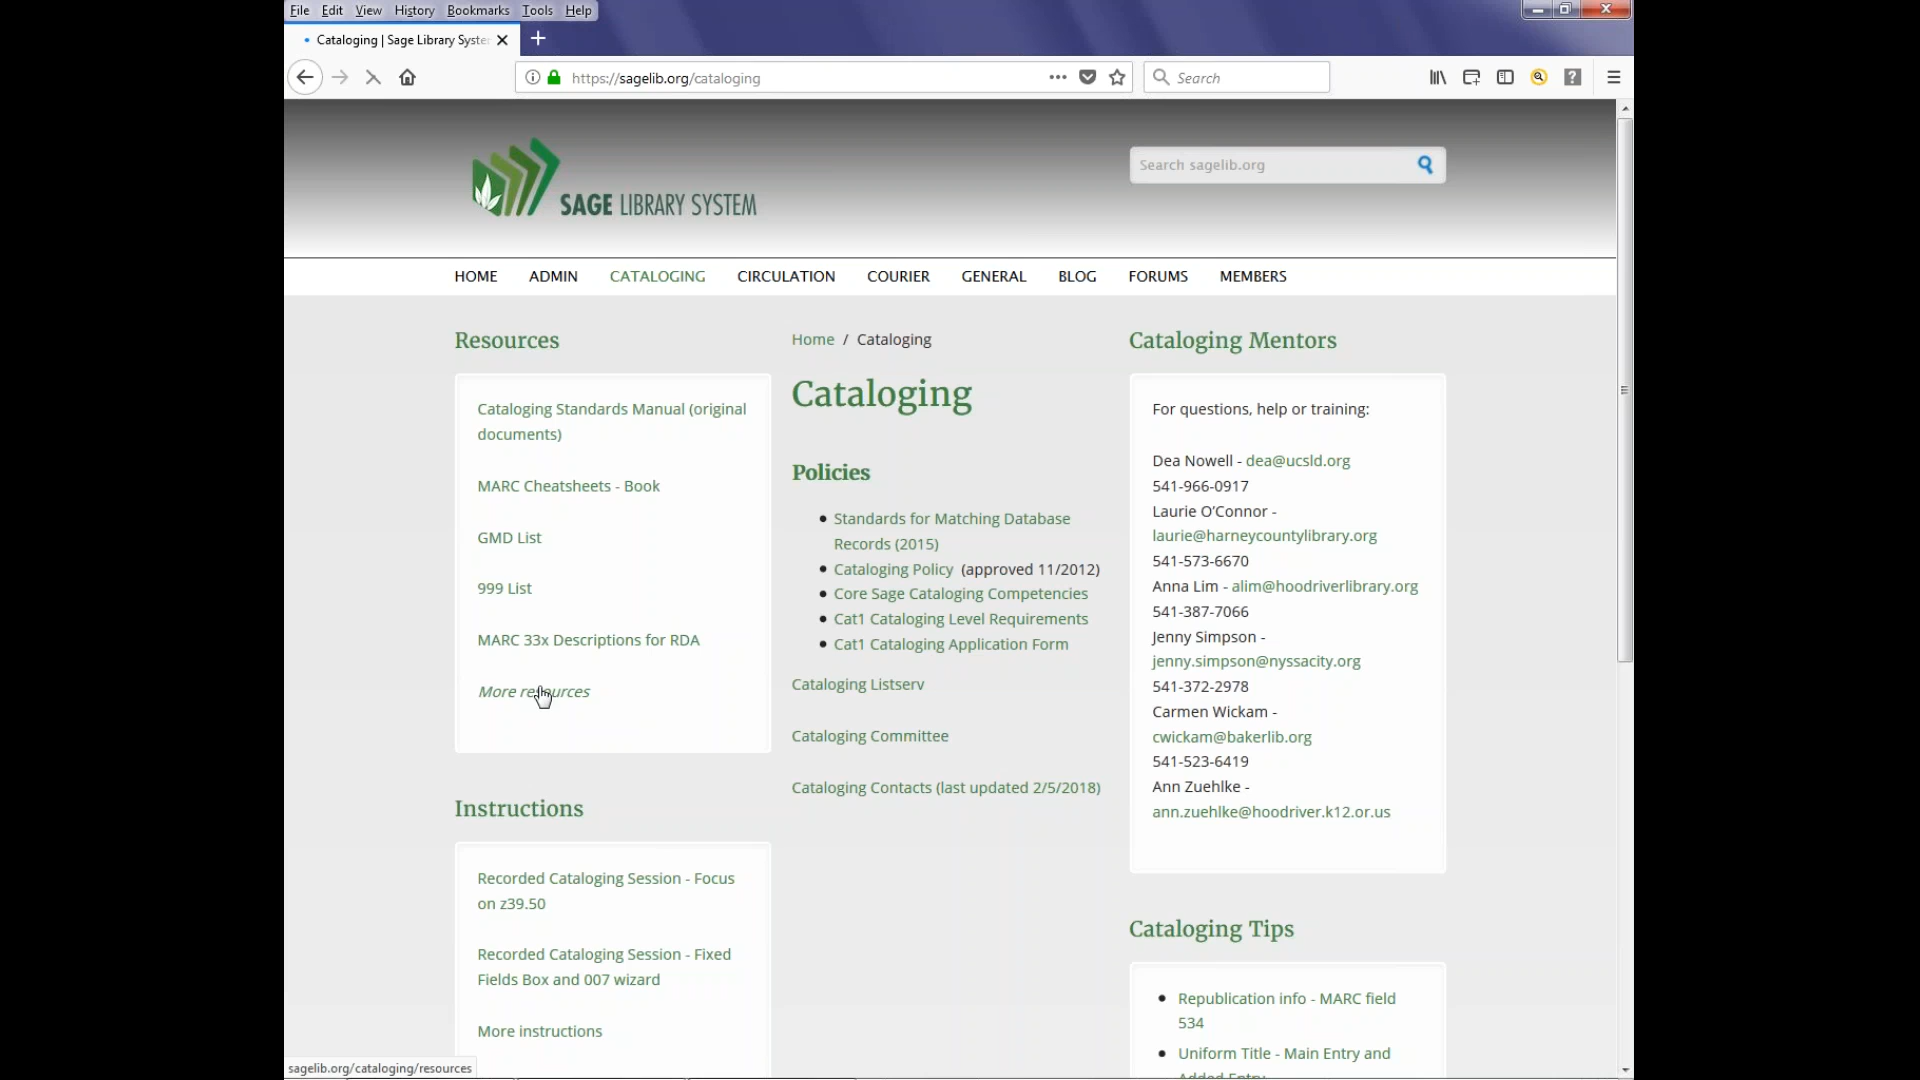 File Edit View History Bookmarks Tools Help
Cataloging | Sage Library Syste
https://sagelib.org/cataloging
Search
SAGE LIBRARY SYSTEM
Search sagelib.org
HOME ADMIN CATALOGING CIRCULATION COURIER GENERAL BLOG FORUMS MEMBERS
Resources
Cataloging Standards Manual (original
documents)
MARC Cheatsheets - Book
GMD List
999 List
MARC 33x Descriptions for RDA
More resources
Instructions
Recorded Cataloging Session - Focus
on z39.50
Recorded Cataloging Session - Fixed
Fields Box and 007 wizard
More instructions
Home / Cataloging
Cataloging
Policies
Standards for Matching Database
Records (2015)
Cataloging Policy (approved 11/2012)
Core Sage Cataloging Competencies
Cat1 Cataloging Level Requirements
Cat1 Cataloging Application Form
Cataloging Listserv
Cataloging Committee
Cataloging Contacts (last updated 2/5/2018)
Cataloging Mentors
For questions, help or training:
Dea Nowell - dea@ucsld.org
541-966-0917
Laurie O’Connor -
laurie@harneycountylibrary.org
541-573-6670
Anna Lim - alim@hoodriverlibrary.org
541-387-7066
Jenny Simpson -
jenny.simpson@nyssacity.org
541-372-2978
Carmen Wickam -
cwickam@bakerlib.org
541-523-6419
Ann Zuehlke -
ann.zuehlke@hoodriver.k12.or.us
Cataloging Tips
Republication info - MARC field
534
Uniform Title - Main Entry and
Added Entry
sagelib.org/cataloging/resources